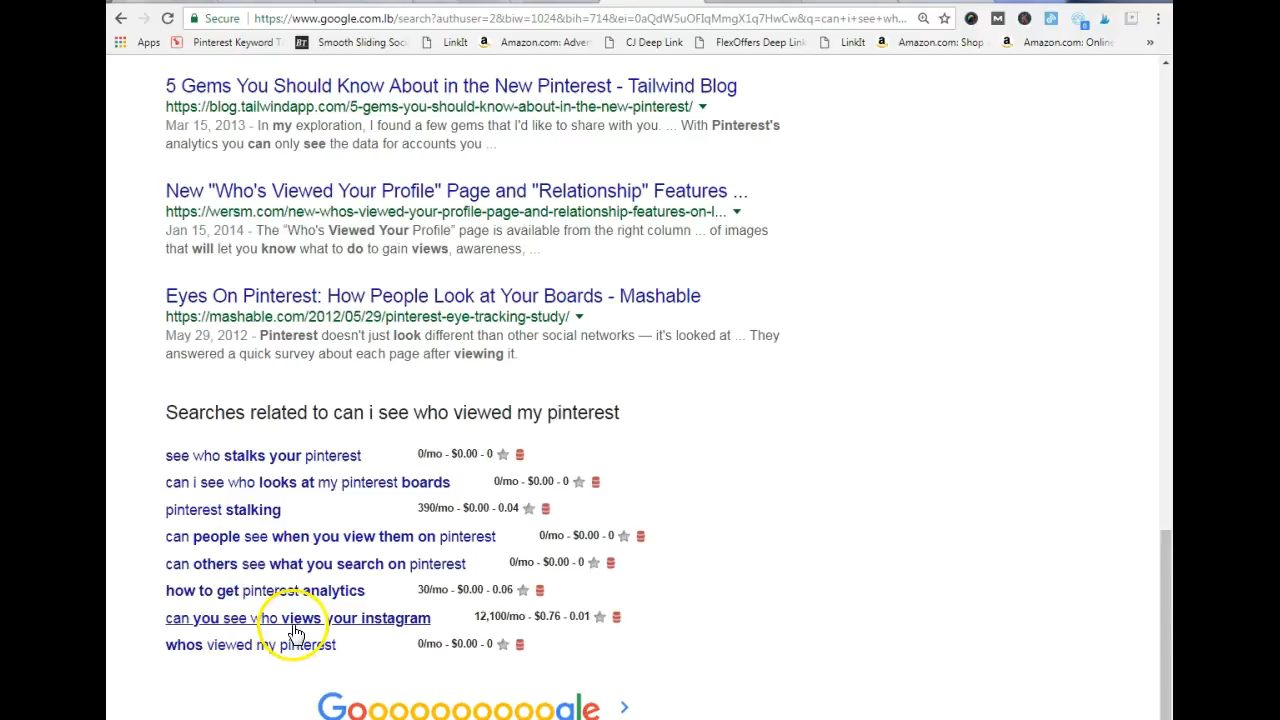 Secure https://www.google.com.lb/search?authuser=2&biw=1024&bih=714&ei=0aQdW5uOFIqMmgX1q7HwCw&q=can+i+see+wh...
Apps Pinterest Keyword T BT Smooth Sliding Soc LinkIt Amazon.com: Adver CJ Deep Link FlexOffers Deep Link LinkIt Amazon.com: Shop Amazon.com: Online »
5 Gems You Should Know About in the New Pinterest - Tailwind Blog
https://blog.tailwindapp.com/5-gems-you-should-know-about-in-the-new-pinterest/
Mar 15, 2013 - In my exploration, I found a few gems that I'd like to share with you. ... With Pinterest's
analytics you can only see the data for accounts you ...
New "Who's Viewed Your Profile" Page and "Relationship" Features ...
https://wersm.com/new-whos-viewed-your-profile-page-and-relationship-features-on-l...
Jan 15, 2014 - The “Who's Viewed Your Profile” page is available from the right column ... of images
that will let you know what to do to gain views, awareness, ...
Eyes On Pinterest: How People Look at Your Boards - Mashable
https://mashable.com/2012/05/29/pinterest-eye-tracking-study/
May 29, 2012 - Pinterest doesn't just look different than other social networks — it's looked at ... They
answered a quick survey about each page after viewing it.
Searches related to can i see who viewed my pinterest
see who stalks your pinterest 0/mo - $0.00 - 0
can i see who looks at my pinterest boards 0/mo - $0.00 - 0
pinterest stalking 390/mo - $0.00 - 0.04
can people see when you view them on pinterest 0/mo - $0.00 - 0
can others see what you search on pinterest 0/mo - $0.00 - 0
how to get pinterest analytics 30/mo - $0.00 - 0.06
can you see who views your instagram 12,100/mo - $0.76 - 0.01
whos viewed my pinterest 0/mo - $0.00 - 0
Goooooooooogle